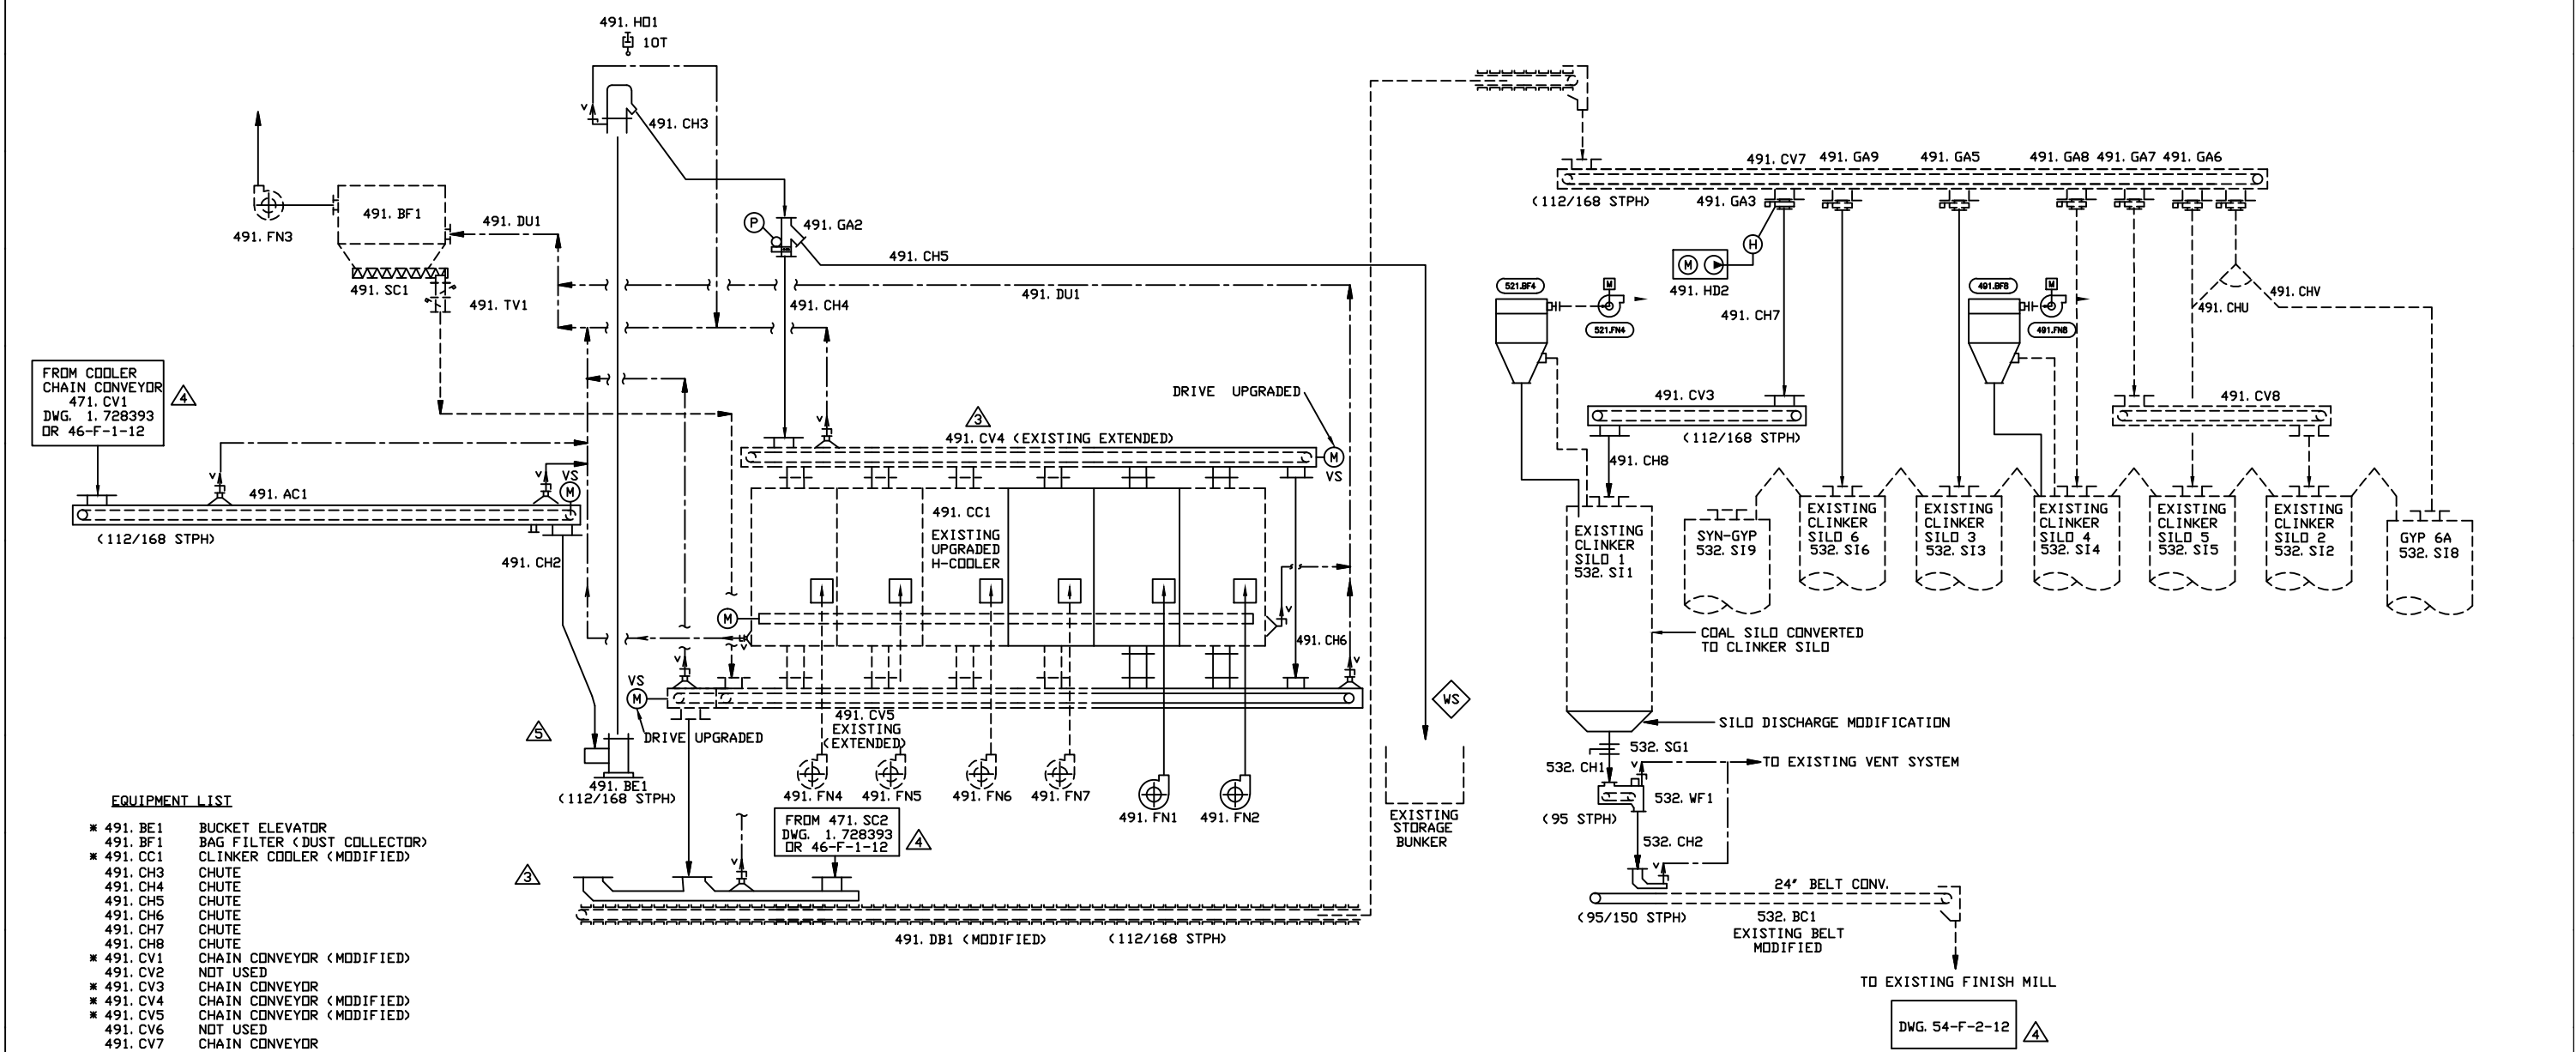 491. HO1
10T
V
491. CH3
491. BF1
491. DU1
491. FN3
491. SC1
491. TV1
P
491. GA2
491. CH5
491. CH4
491. DU1
491. CV7
491. GA9
491. GA5
491. GA8
491. GA7
491. GA6
(112/168 STPH)
491. GA3
H
M
491. HD2
491. CH7
521.BF4
M
521.FN4
491.BF8
M
491.FN8
491. CHU
491. CHV
FROM COOLER
CHAIN CONVEYOR
471. CV1
DWG. 1.728393
OR 46-F-1-12
4
DRIVE UPGRADED
3
491. CV4 (EXISTING EXTENDED)
V
M
VS
491. CV3
(112/168 STPH)
491. CV8
491. CH8
V
491. AC1
V
VS
M
(112/168 STPH)
491. CH2
491. CC1
EXISTING
UPGRADED
H-COOLER
M
V
V
491. CH6
EXISTING
CLINKER
SILO 1
532. SI1
SYN-GYP
532. SI9
EXISTING
CLINKER
SILO 6
532. SI6
EXISTING
CLINKER
SILO 3
532. SI3
EXISTING
CLINKER
SILO 4
532. SI4
EXISTING
CLINKER
SILO 5
532. SI5
EXISTING
CLINKER
SILO 2
532. SI2
GYP 6A
532. SI8
COAL SILO CONVERTED
TO CLINKER SILO
VS
M
V
V
WS
491. CV5
EXISTING
(EXTENDED)
DRIVE UPGRADED
5
SILO DISCHARGE MODIFICATION
532. SG1
532. CH1
V
TO EXISTING VENT SYSTEM
532. WF1
(95 STPH)
532. CH2
V
491. BE1
(112/168 STPH)
491. FN4
491. FN5
491. FN6
491. FN7
491. FN1
491. FN2
EXISTING
STORAGE
BUNKER
FROM 471. SC2
DWG. 1.728393
OR 46-F-1-12
4
3
V
491. DB1 (MODIFIED)
(112/168 STPH)
24" BELT CONV.
(95/150 STPH)
532. BC1
EXISTING BELT
MODIFIED
TO EXISTING FINISH MILL
DWG. 54-F-2-12
4
EQUIPMENT LIST
* 491. BE1 BUCKET ELEVATOR
491. BF1 BAG FILTER (DUST COLLECTOR)
* 491. CC1 CLINKER COOLER (MODIFIED)
491. CH3 CHUTE
491. CH4 CHUTE
491. CH5 CHUTE
491. CH6 CHUTE
491. CH7 CHUTE
491. CH8 CHUTE
* 491. CV1 CHAIN CONVEYOR (MODIFIED)
491. CV2 NOT USED
* 491. CV3 CHAIN CONVEYOR
* 491. CV4 CHAIN CONVEYOR (MODIFIED)
* 491. CV5 CHAIN CONVEYOR (MODIFIED)
491. CV6 NOT USED
491. CV7 CHAIN CONVEYOR